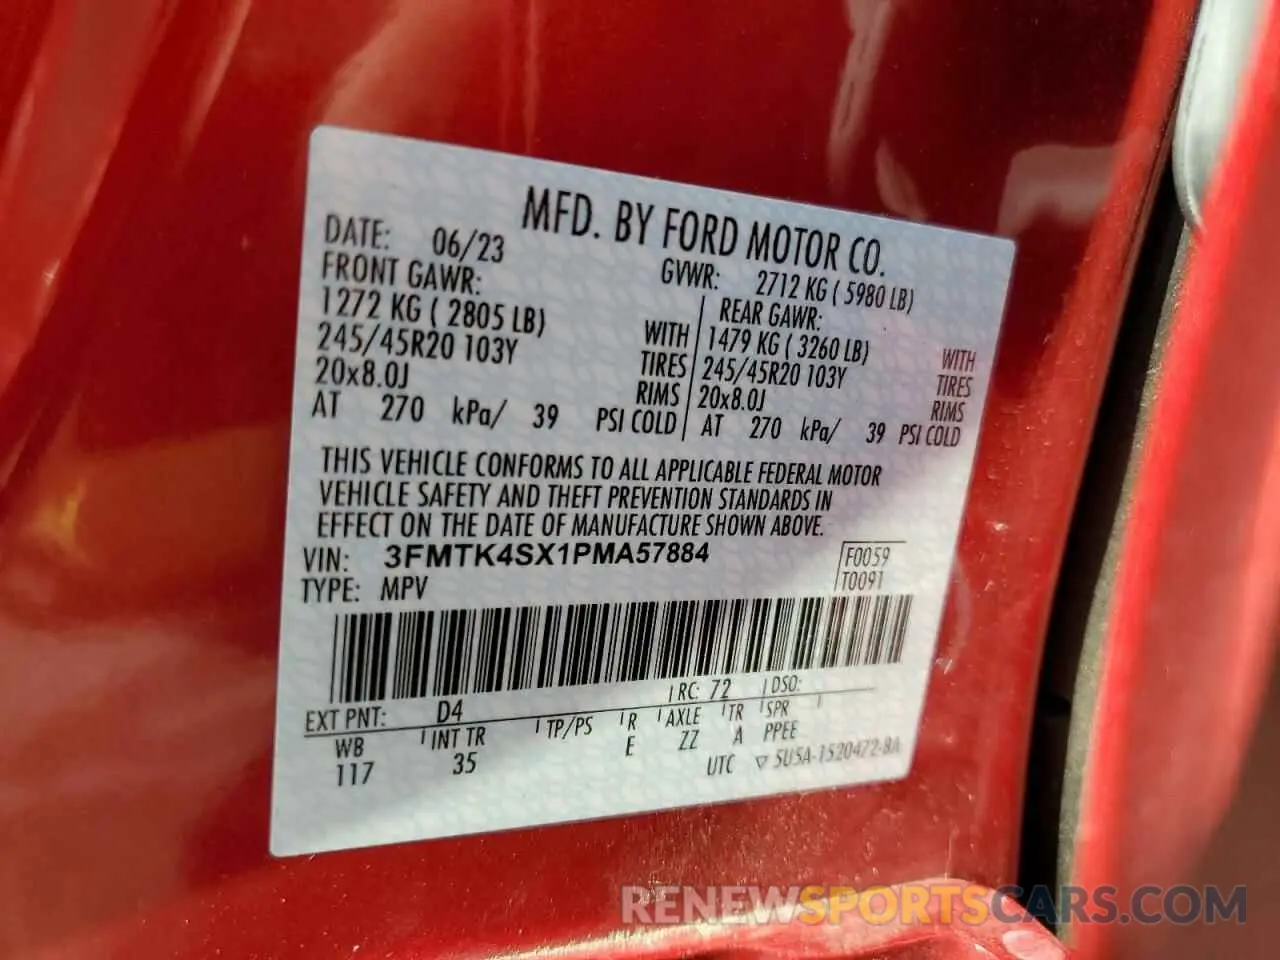 MFD. BY FORD MOTOR CO.
DATE: 06/23 GVWR: 2712 KG ( 5980 LB)
FRONT GAWR: REAR GAWR:
1272 KG ( 2805 LB) WITH 1479 KG ( 3260 LB) WITH
245/45R20 103Y TIRES 245/45R20 103Y TIRES
20x8.0J RIMS 20x8.0J RIMS
AT 270 kPa/ 39 PSI COLD AT 270 kPa/ 39 PSI COLD
THIS VEHICLE CONFORMS TO ALL APPLICABLE FEDERAL MOTOR
VEHICLE SAFETY AND THEFT PREVENTION STANDARDS IN
EFFECT ON THE DATE OF MANUFACTURE SHOWN ABOVE.
VIN: 3FMTK4SX1PMA57884 F0059
TYPE: MPV T0091
EXT PNT: D4 RC: 72 DSO:
WB INT TR TP/PS R AXLE TR SPR
117 35 E ZZ A PPEE
UTC ▽ 5U5A-1520472-BA
RENEWSPORTSCARS.COM